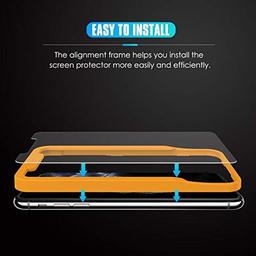 EASY TO INSTALL
The alignment frame helps you install the
screen protector more easily and efficiently.